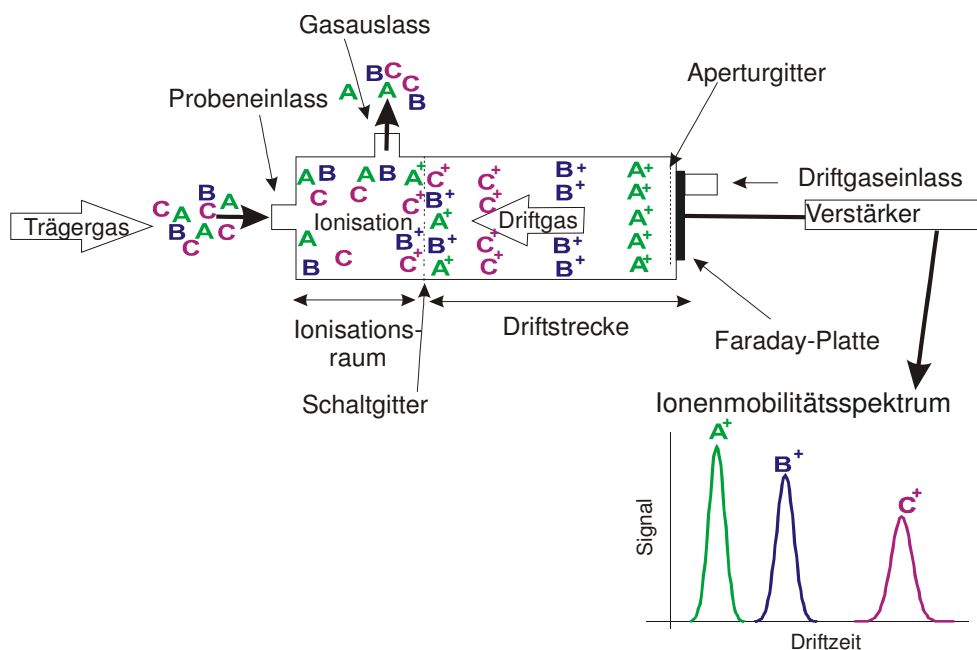 Gasauslass
A B C C A B
Aperturgitter
Probeneinlass
Driftgaseinlass
Trägergas
B A C A C B A C C
A B A B A+ C+ C+ B+ A+
C C C+ B+ C+ B+ A+
Ionisation A+ Driftgas A+
Verstärker
A B+ B+ C+ B+ A+
B C C+ A+ C+ B+ A+
Ionisations-
raum
Driftstrecke
Faraday-Platte
Schaltgitter
Ionenmobilitätsspektrum
A+
B+
C+
Signal
Driftzeit